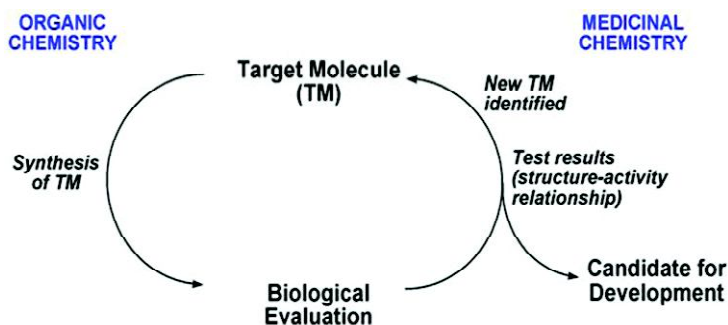 ORGANIC
CHEMISTRY
MEDICINAL
CHEMISTRY
Target Molecule
(TM)
New TM
identified
Synthesis
of TM
Test results
(structure-activity
relationship)
Biological
Evaluation
Candidate for
Development